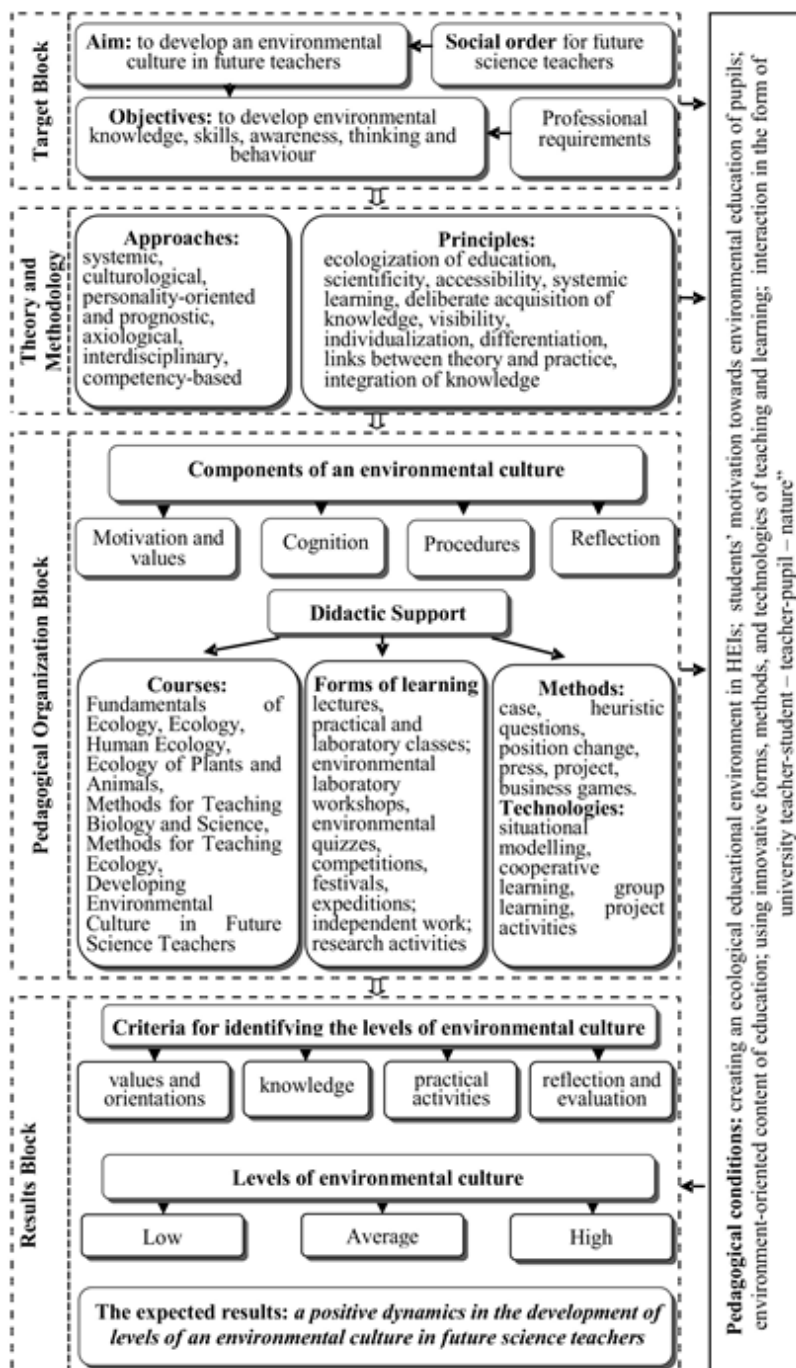 Target Block
Aim: to develop an environmental
culture in future teachers
Social order for future
science teachers
Objectives: to develop environmental
knowledge, skills, awareness, thinking and
behaviour
Professional
requirements
Theory and
Methodology
Approaches:
systemic,
culturological,
personality-oriented
and prognostic,
axiological,
interdisciplinary,
competency-based
Principles:
ecologization of education,
scientificity, accessibility, systemic
learning, deliberate acquisition of
knowledge, visibility,
individualization, differentiation,
links between theory and practice,
integration of knowledge
Pedagogical Organization Block
Components of an environmental culture
Motivation and
values
Cognition
Procedures
Reflection
Didactic Support
Courses:
Fundamentals of
Ecology, Ecology,
Human Ecology,
Ecology of Plants and
Animals,
Methods for Teaching
Biology and Science,
Methods for Teaching
Ecology,
Developing
Environmental
Culture in Future
Science Teachers
Forms of learning
lectures,
practical and
laboratory classes;
environmental
laboratory
workshops,
environmental
quizzes,
competitions,
festivals,
expeditions;
independent work;
research activities
Methods:
case, heuristic
questions,
position change,
press, project,
business games.
Technologies:
situational
modelling,
cooperative
learning, group
learning, project
activities
Results Block
Criteria for identifying the levels of environmental culture
values and
orientations
knowledge
practical
activities
reflection and
evaluation
Levels of environmental culture
Low
Average
High
The expected results: a positive dynamics in the development of
levels of an environmental culture in future science teachers
Pedagogical conditions: creating an ecological educational environment in HEIs; students’ motivation towards environmental education of pupils;
environment-oriented content of education; using innovative forms, methods, and technologies of teaching and learning; interaction in the form of
university teacher-student – teacher-pupil – nature”